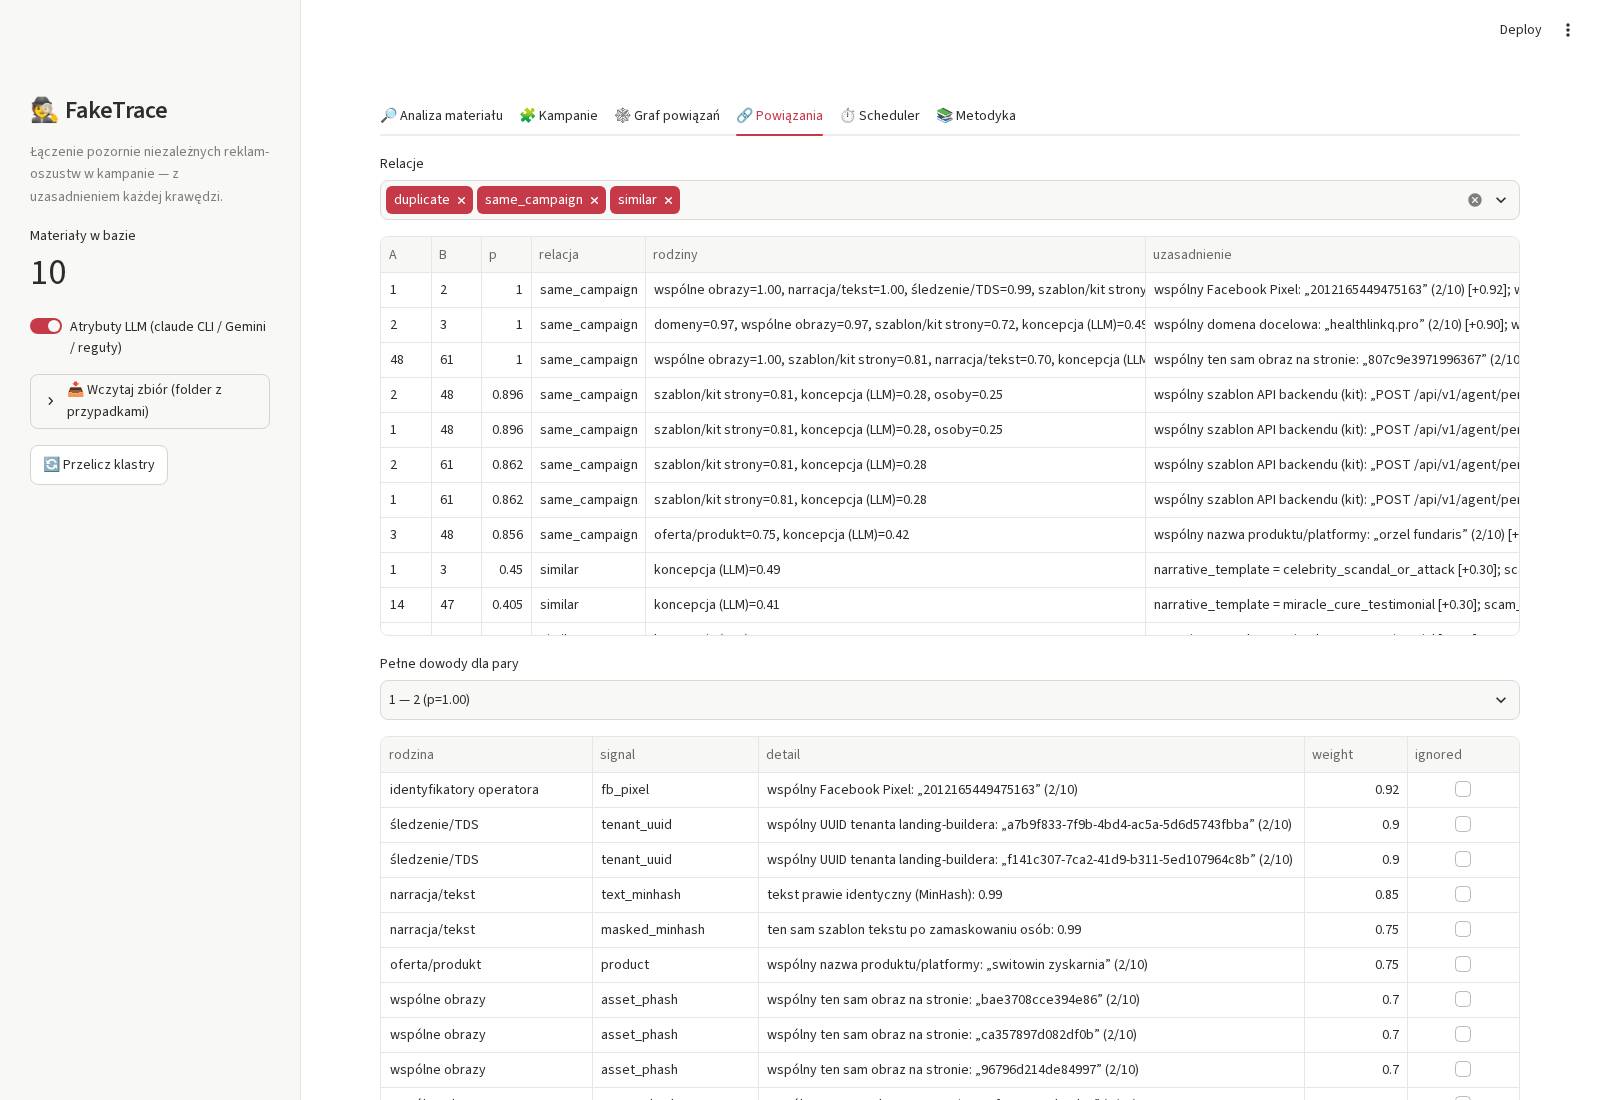 Deploy
🕵️ FakeTrace
Łączenie pozornie niezależnych reklam-
oszustw w kampanie — z
uzasadnieniem każdej krawędzi.
Materiały w bazie
10
Atrybuty LLM (claude CLI / Gemini
/ reguły)
📥 Wczytaj zbiór (folder z
przypadkami)
🔄 Przelicz klastry
🔎 Analiza materiału 🧩 Kampanie 🕸️ Graf powiązań 🔗 Powiązania ⏱️ Scheduler 📚 Metodyka
Relacje
duplicate same_campaign similar
A B p relacja rodziny uzasadnienie
1 2 1 same_campaign wspólne obrazy=1.00, narracja/tekst=1.00, śledzenie/TDS=0.99, szablon/kit strony wspólny Facebook Pixel: „2012165449475163” (2/10) [+0.92]; w
2 3 1 same_campaign domeny=0.97, wspólne obrazy=0.97, szablon/kit strony=0.72, koncepcja (LLM)=0.49 wspólny domena docelowa: „healthlinkq.pro” (2/10) [+0.90]; w
48 61 1 same_campaign wspólne obrazy=1.00, szablon/kit strony=0.81, narracja/tekst=0.70, koncepcja (LLM wspólny ten sam obraz na stronie: „807c9e3971996367” (2/10
2 48 0.896 same_campaign szablon/kit strony=0.81, koncepcja (LLM)=0.28, osoby=0.25 wspólny szablon API backendu (kit): „POST /api/v1/agent/per
1 48 0.896 same_campaign szablon/kit strony=0.81, koncepcja (LLM)=0.28, osoby=0.25 wspólny szablon API backendu (kit): „POST /api/v1/agent/per
2 61 0.862 same_campaign szablon/kit strony=0.81, koncepcja (LLM)=0.28 wspólny szablon API backendu (kit): „POST /api/v1/agent/per
1 61 0.862 same_campaign szablon/kit strony=0.81, koncepcja (LLM)=0.28 wspólny szablon API backendu (kit): „POST /api/v1/agent/per
3 48 0.856 same_campaign oferta/produkt=0.75, koncepcja (LLM)=0.42 wspólny nazwa produktu/platformy: „orzel fundaris” (2/10) [+
1 3 0.45 similar koncepcja (LLM)=0.49 narrative_template = celebrity_scandal_or_attack [+0.30]; sc
14 47 0.405 similar koncepcja (LLM)=0.41 narrative_template = miracle_cure_testimonial [+0.30]; scam_
Pełne dowody dla pary
1 — 2 (p=1.00)
rodzina signal detail weight ignored
identyfikatory operatora fb_pixel wspólny Facebook Pixel: „2012165449475163” (2/10) 0.92
śledzenie/TDS tenant_uuid wspólny UUID tenanta landing-buildera: „a7b9f833-7f9b-4bd4-ac5a-5d6d5743fbba” (2/10) 0.9
śledzenie/TDS tenant_uuid wspólny UUID tenanta landing-buildera: „f141c307-7ca2-41d9-b311-5ed107964c8b” (2/10) 0.9
narracja/tekst text_minhash tekst prawie identyczny (MinHash): 0.99 0.85
narracja/tekst masked_minhash ten sam szablon tekstu po zamaskowaniu osób: 0.99 0.75
oferta/produkt product wspólny nazwa produktu/platformy: „switowin zyskarnia” (2/10) 0.75
wspólne obrazy asset_phash wspólny ten sam obraz na stronie: „bae3708cce394e86” (2/10) 0.7
wspólne obrazy asset_phash wspólny ten sam obraz na stronie: „ca357897d082df0b” (2/10) 0.7
wspólne obrazy asset_phash wspólny ten sam obraz na stronie: „96796d214de84997” (2/10) 0.7